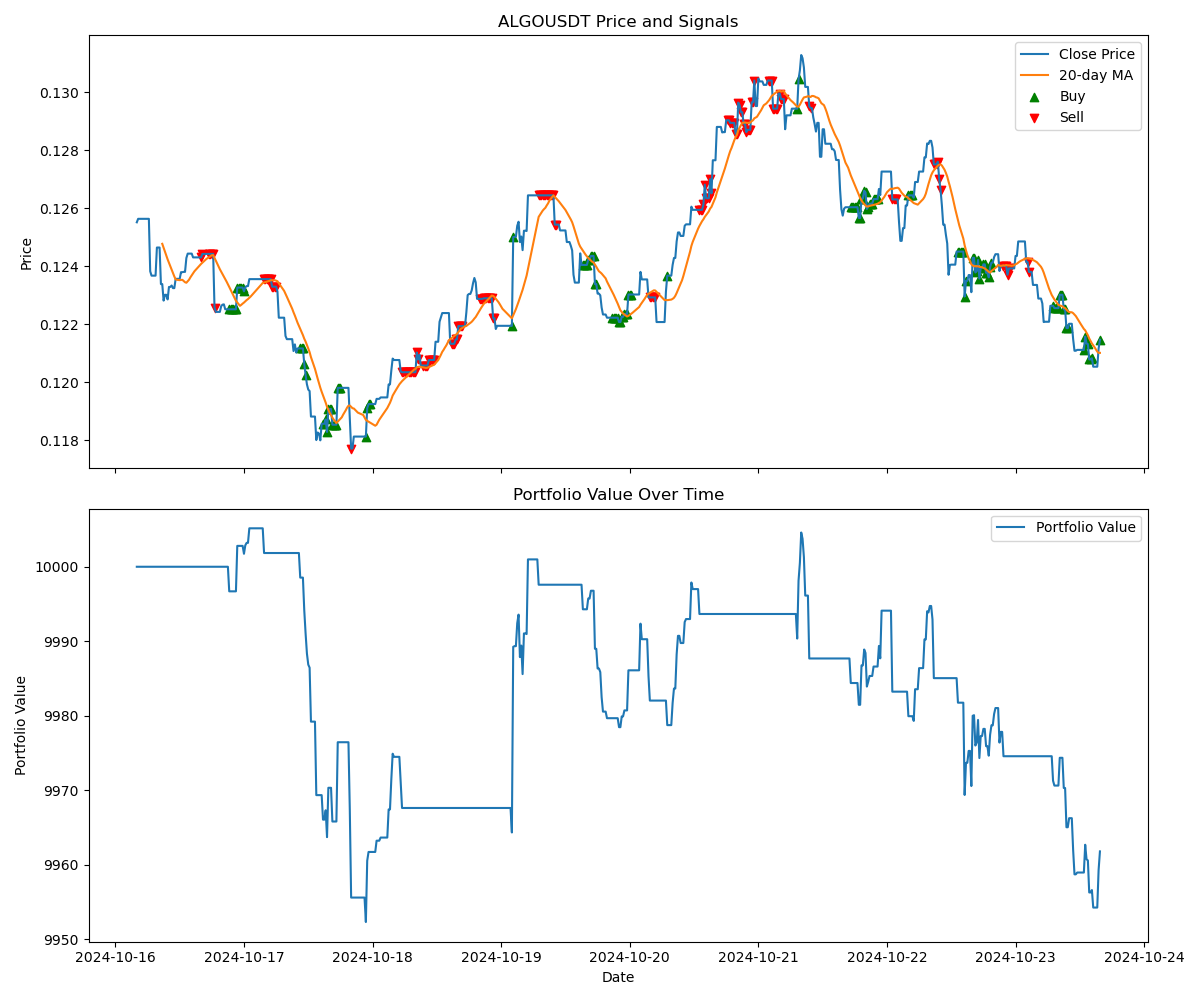 ALGOUSDT Price and Signals
Close Price
20-day MA
Buy
Sell
0.130
0.128
0.126
0.124
0.122
0.120
0.118
Price
Portfolio Value Over Time
Portfolio Value
10000
9990
9980
9970
9960
9950
Portfolio Value
2024-10-16 2024-10-17 2024-10-18 2024-10-19 2024-10-20 2024-10-21 2024-10-22 2024-10-23 2024-10-24
Date